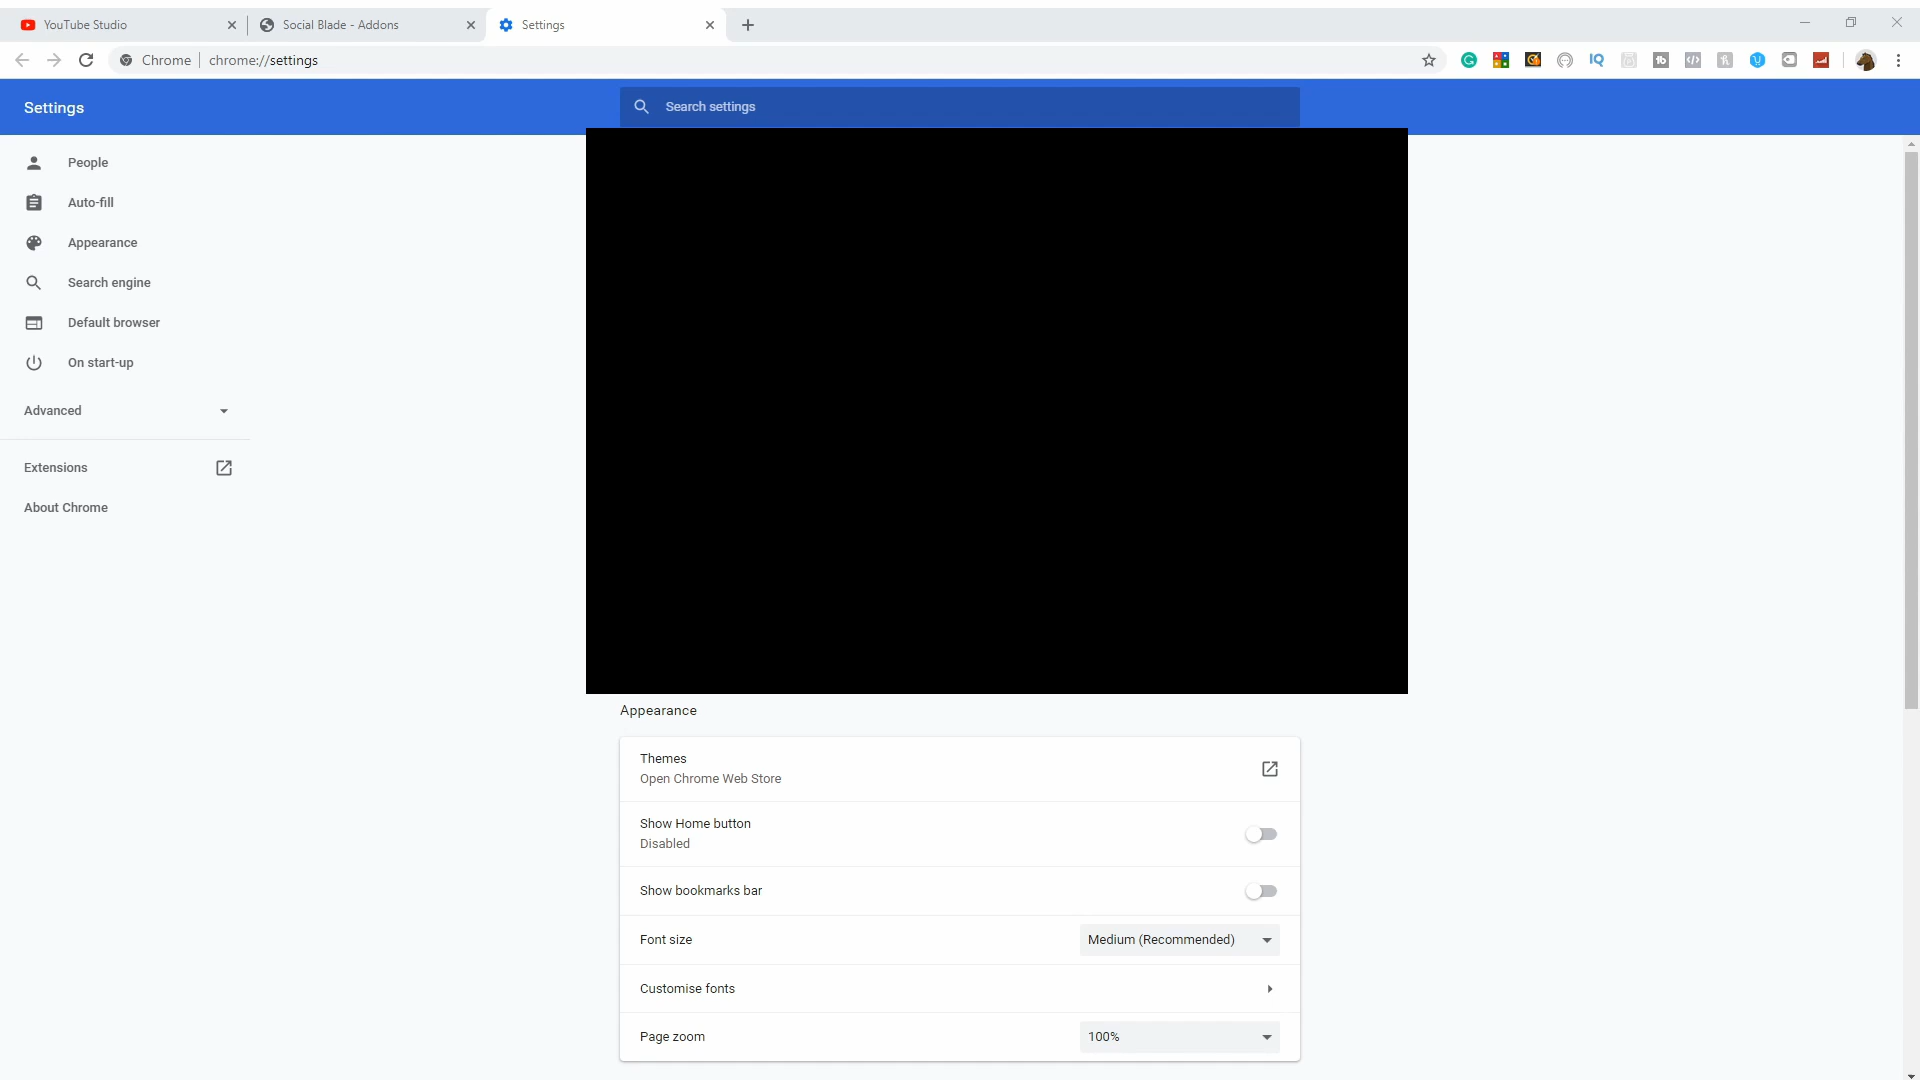 YouTube Studio
Social Blade - Addons
Settings
Chrome
chrome://settings
Settings
Search settings
People
Auto-fill
Appearance
Search engine
Default browser
On start-up
Advanced
Extensions
About Chrome
Appearance
Themes
Open Chrome Web Store
Show Home button
Disabled
Show bookmarks bar
Font size
Medium (Recommended)
Customise fonts
Page zoom
100%